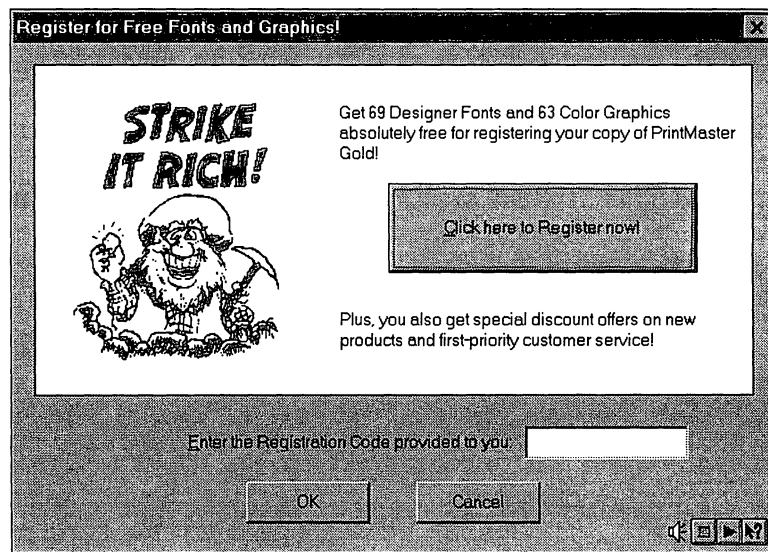 Register for Free Fonts and Graphics!
STRIKE
IT RICH!
Get 69 Designer Fonts and 63 Color Graphics
absolutely free for registering your copy of PrintMaster
Gold!
Click here to Register now!
Plus, you also get special discount offers on new
products and first-priority customer service!
Enter the Registration Code provided to you:
OK
Cancel